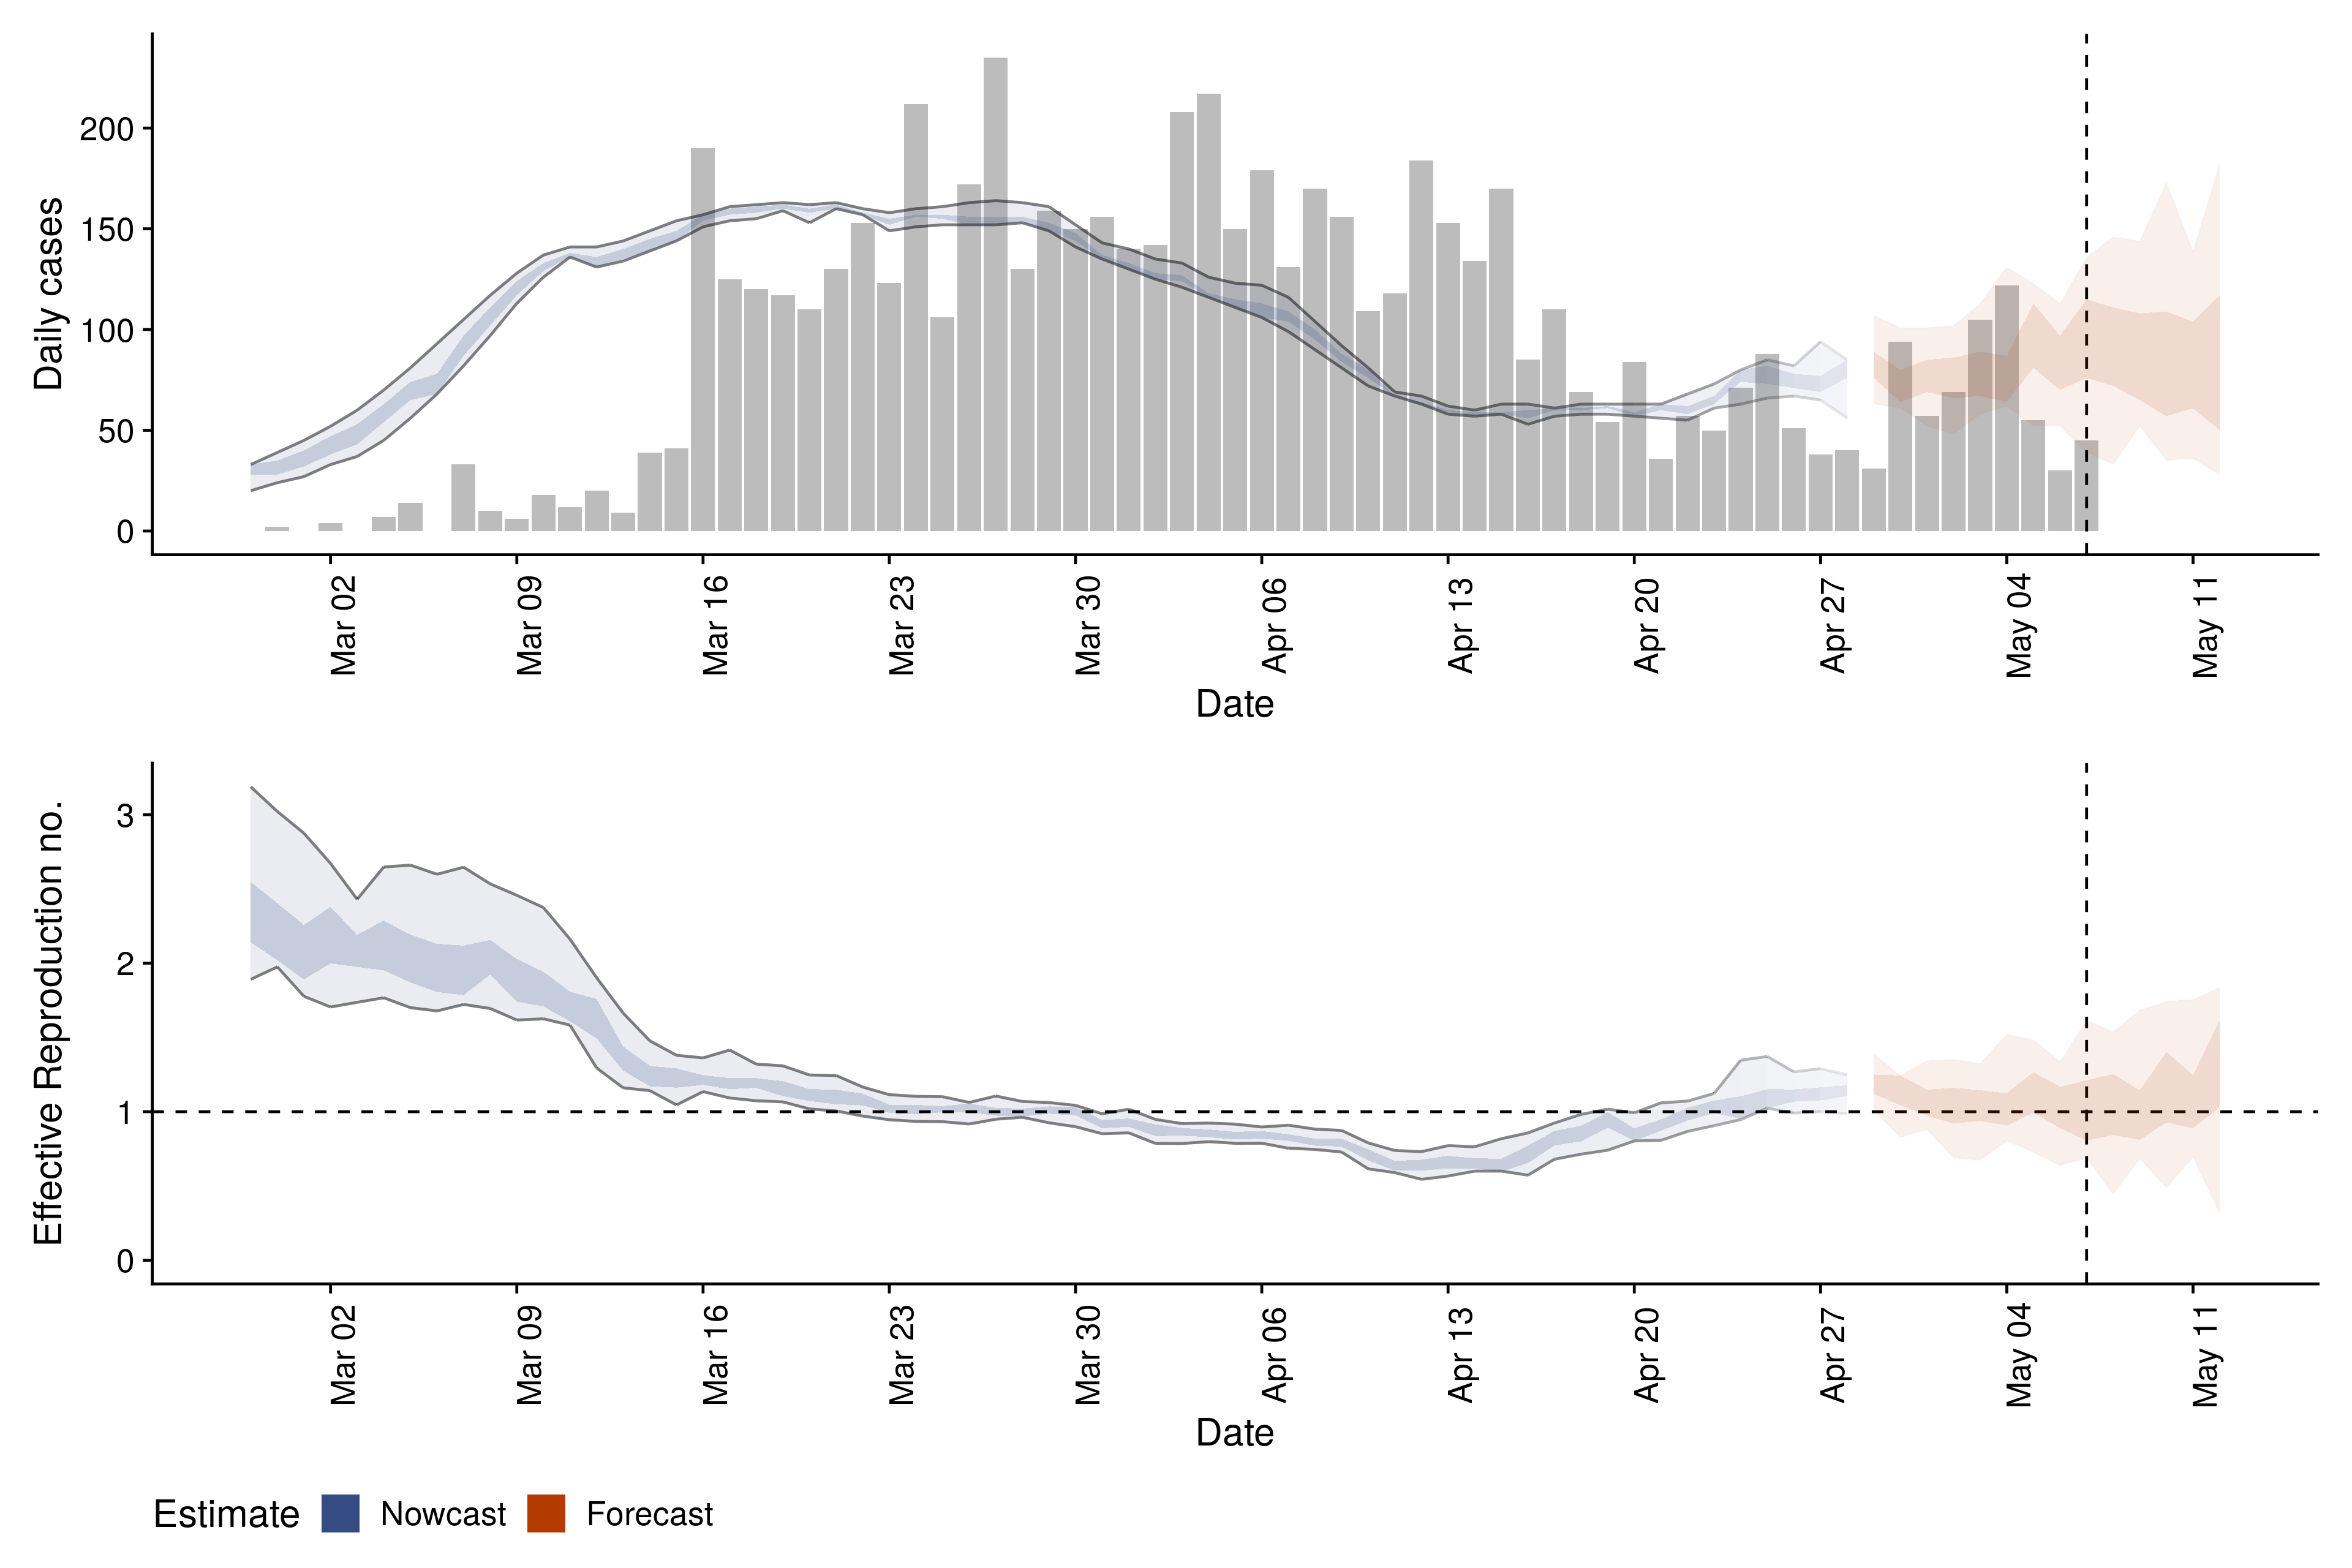 Daily cases
200
150
100
50
0
Mar 02 Mar 09 Mar 16 Mar 23 Mar 30 Apr 06 Apr 13 Apr 20 Apr 27 May 04 May 11
Date
Effective Reproduction no.
3
2
1
0
Mar 02 Mar 09 Mar 16 Mar 23 Mar 30 Apr 06 Apr 13 Apr 20 Apr 27 May 04 May 11
Date
Estimate Nowcast Forecast